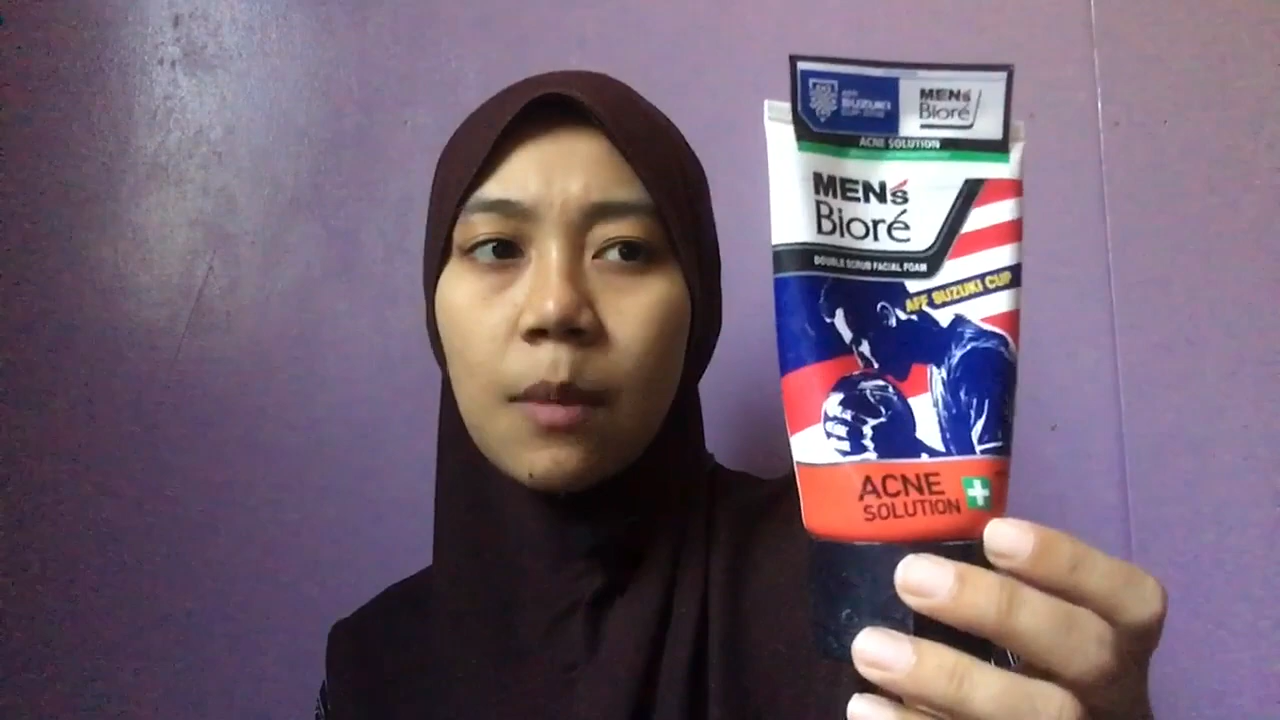 AFF
SUZUKI
CUP
MEN's
Bioré
ACNE SOLUTION
MEN's
Bioré
DOUBLE SCRUB FACIAL FOAM
AFF SUZUKI CUP
ACNE
SOLUTION